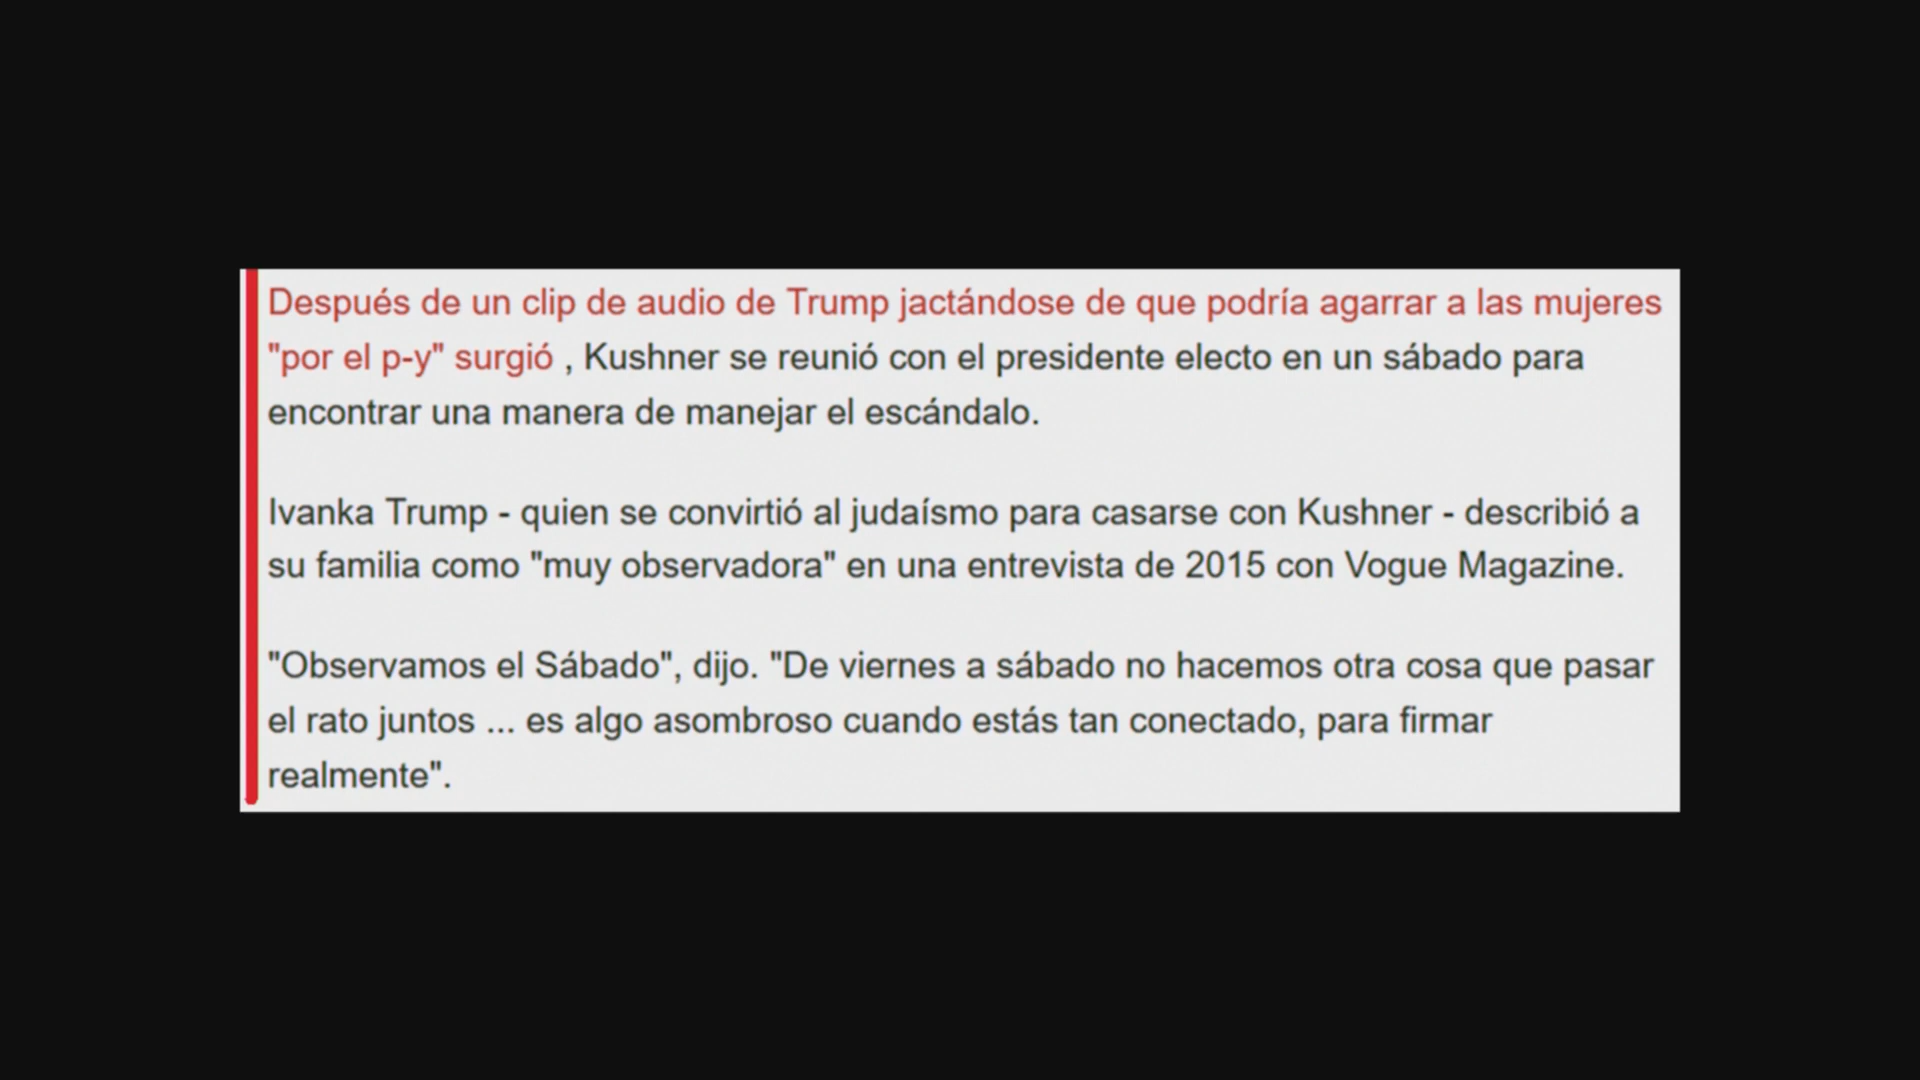 Después de un clip de audio de Trump jactándose de que podría agarrar a las mujeres
"por el p-y" surgió , Kushner se reunió con el presidente electo en un sábado para
encontrar una manera de manejar el escándalo.
Ivanka Trump - quien se convirtió al judaísmo para casarse con Kushner - describió a
su familia como "muy observadora" en una entrevista de 2015 con Vogue Magazine.
"Observamos el Sábado", dijo. "De viernes a sábado no hacemos otra cosa que pasar
el rato juntos ... es algo asombroso cuando estás tan conectado, para firmar
realmente".